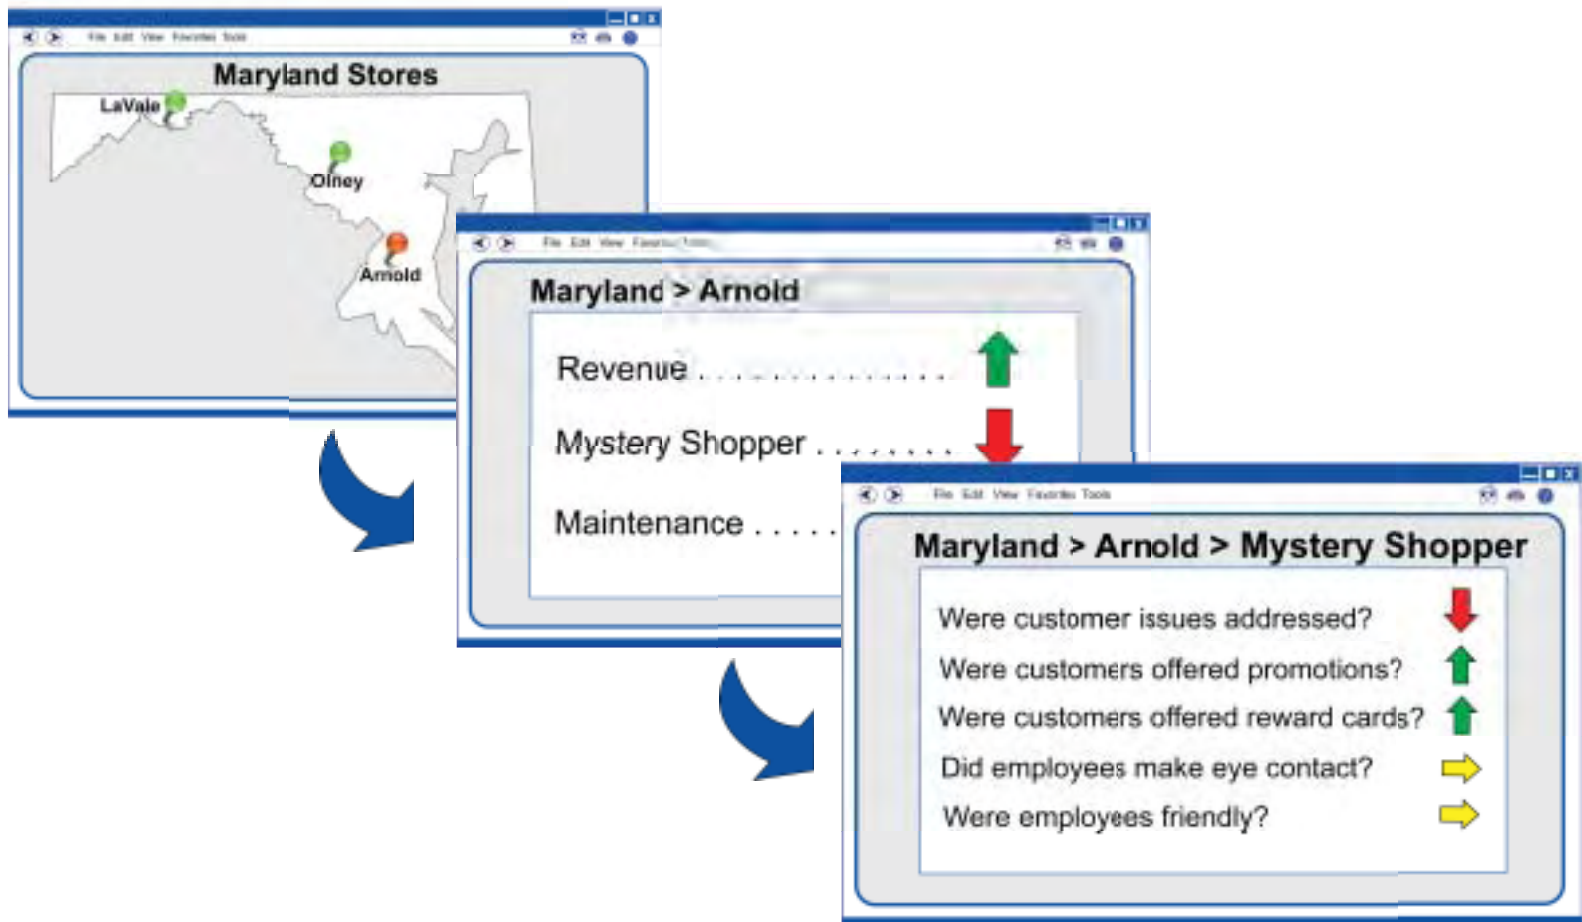 File Edit View Favorites Tools
Maryland Stores
LaVale
Olney
Arnold
File Edit View Favorites Tools
Maryland > Arnold
Revenue . . . . . . . . . . . . . .
Mystery Shopper . . . . . . . .
Maintenance . . . . .
File Edit View Favorites Tools
Maryland > Arnold > Mystery Shopper
Were customer issues addressed?
Were customers offered promotions?
Were customers offered reward cards?
Did employees make eye contact?
Were employees friendly?